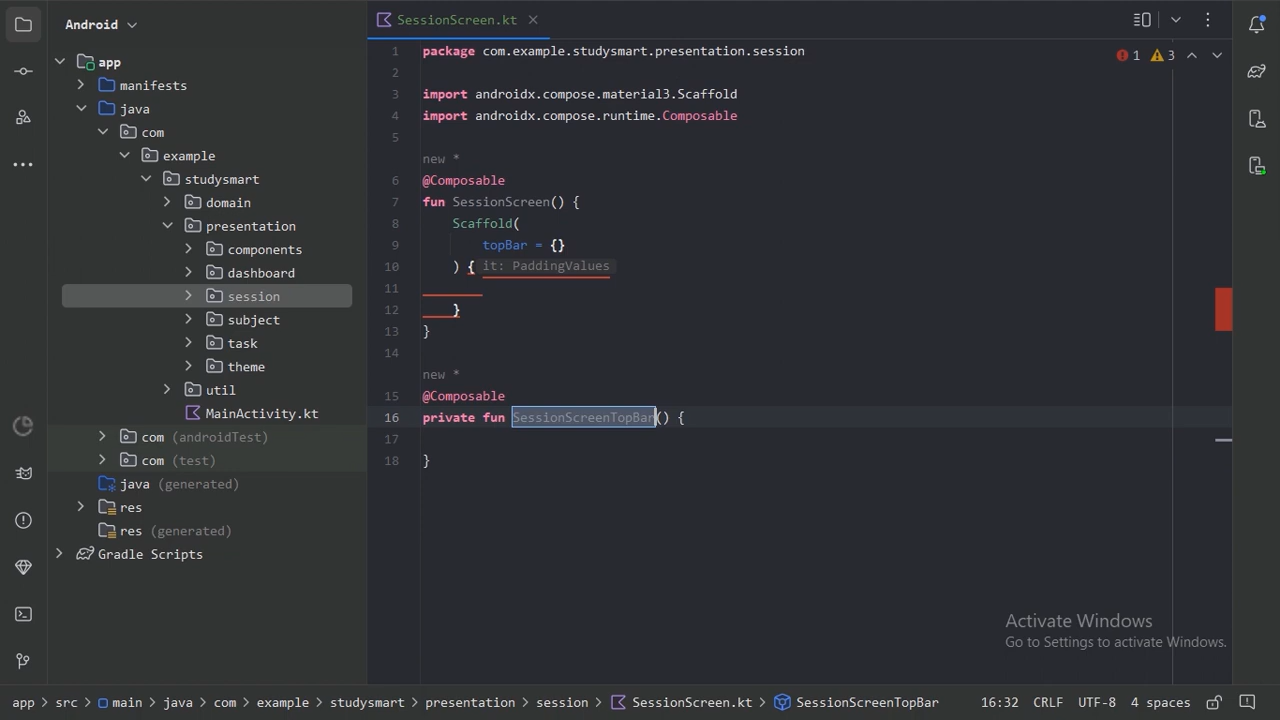 Android
SessionScreen.kt
app
manifests
java
com
example
studysmart
domain
presentation
components
dashboard
session
subject
task
theme
util
MainActivity.kt
com (androidTest)
com (test)
java (generated)
res
res (generated)
Gradle Scripts
1 package com.example.studysmart.presentation.session
2
3 import androidx.compose.material3.Scaffold
4 import androidx.compose.runtime.Composable
5
new *
6 @Composable
7 fun SessionScreen() {
8 Scaffold(
9 topBar = {}
10 ) { it: PaddingValues
11
12 }
13 }
14
new *
15 @Composable
16 private fun SessionScreenTopBar() {
17
18 }
1 3
Activate Windows
Go to Settings to activate Windows.
app > src > main > java > com > example > studysmart > presentation > session > SessionScreen.kt > SessionScreenTopBar 16:32 CRLF UTF-8 4 spaces